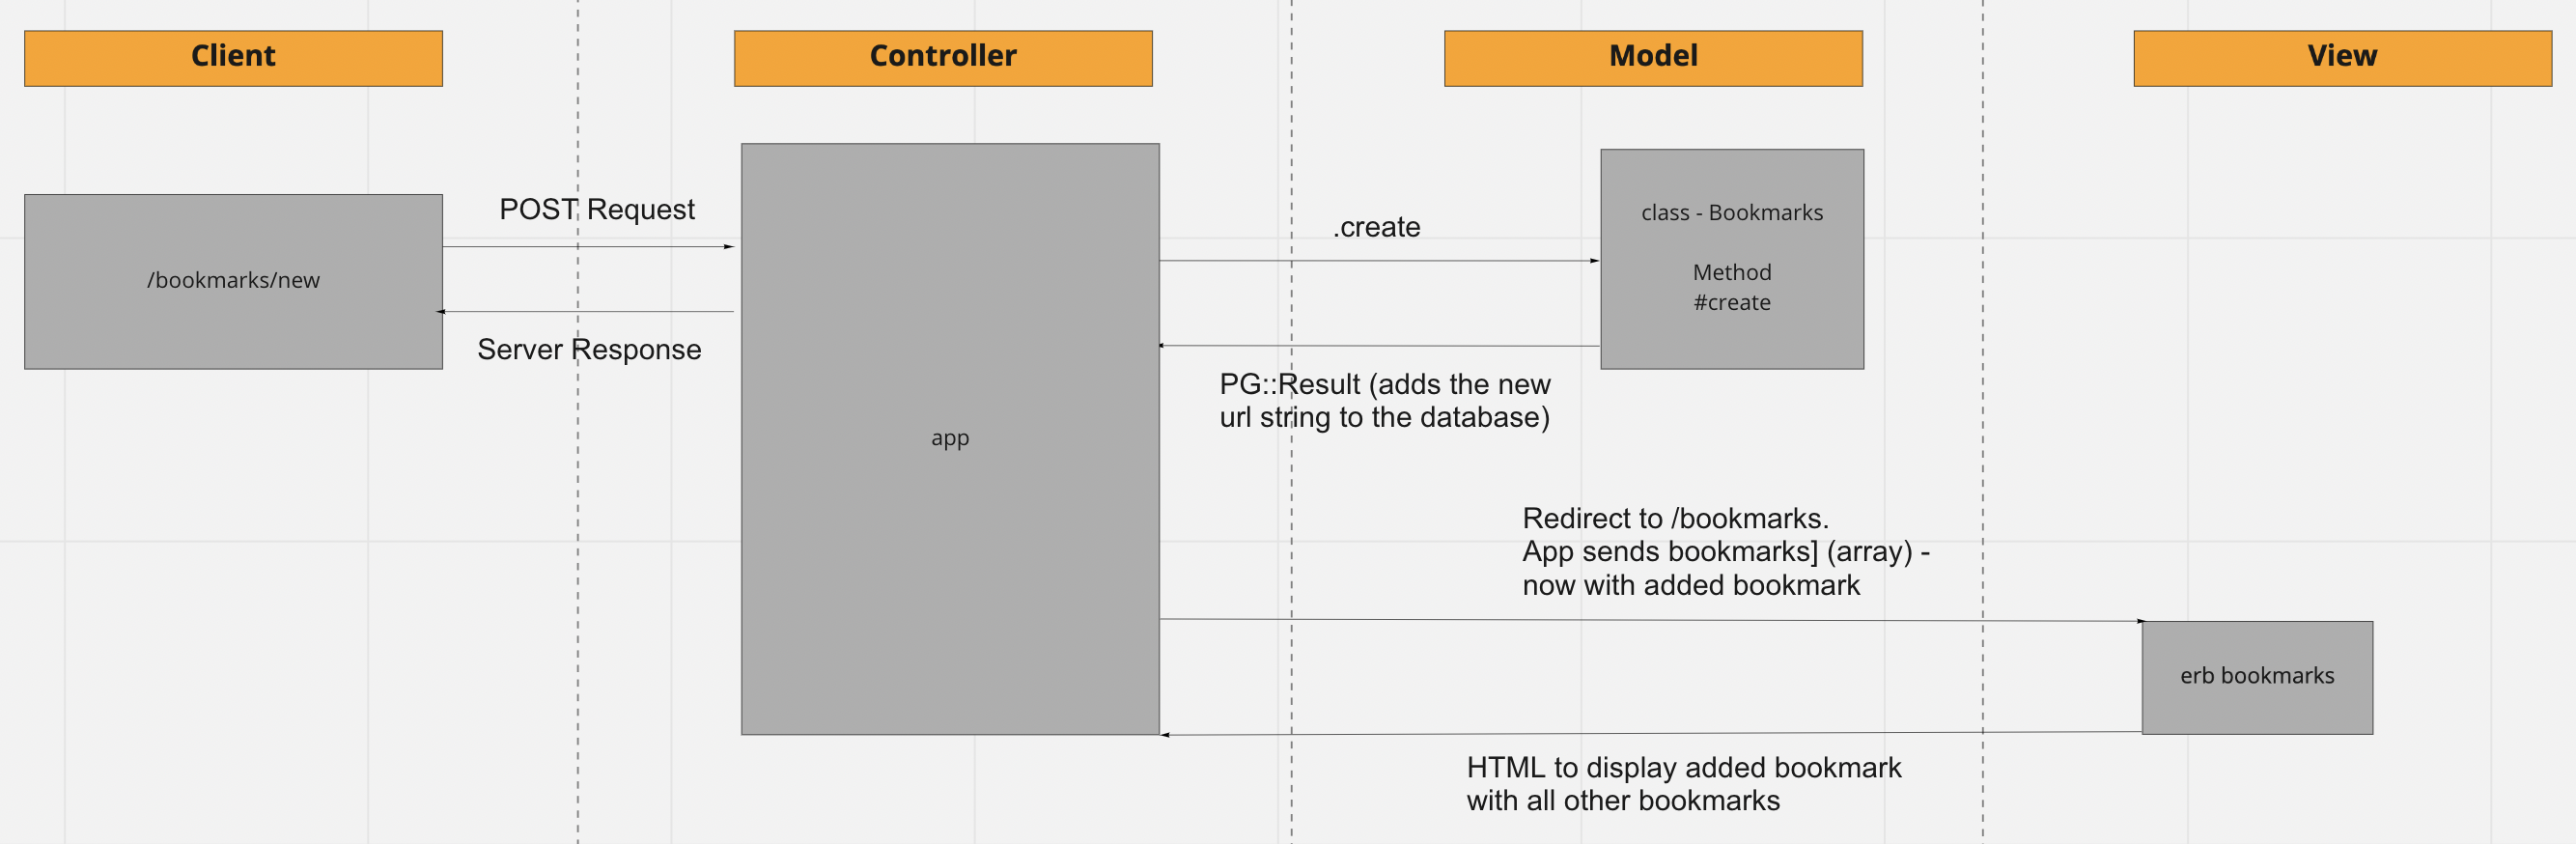 Client
Controller
Model
View
POST Request
/bookmarks/new
Server Response
app
.create
class - Bookmarks
Method
#create
PG::Result (adds the new
url string to the database)
Redirect to /bookmarks.
App sends bookmarks] (array) -
now with added bookmark
erb bookmarks
HTML to display added bookmark
with all other bookmarks